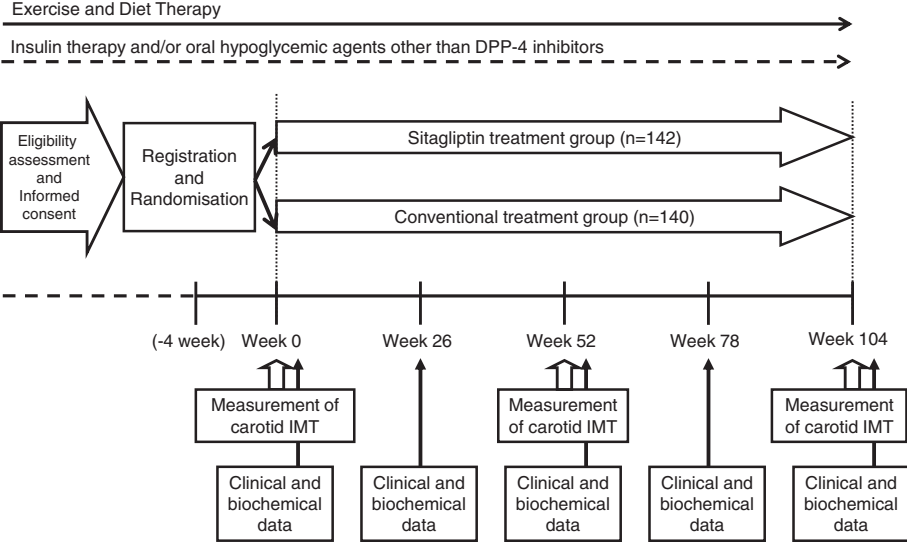 Exercise and Diet Therapy
Insulin therapy and/or oral hypoglycemic agents other than DPP-4 inhibitors
Eligibility
assessment
and
Informed
consent
Registration
and
Randomisation
Sitagliptin treatment group (n=142)
Conventional treatment group (n=140)
(-4 week)
Week 0
Week 26
Week 52
Week 78
Week 104
Measurement of
carotid IMT
Measurement
of carotid IMT
Measurement
of carotid IMT
Clinical and
biochemical
data
Clinical and
biochemical
data
Clinical and
biochemical
data
Clinical and
biochemical
data
Clinical and
biochemical
data